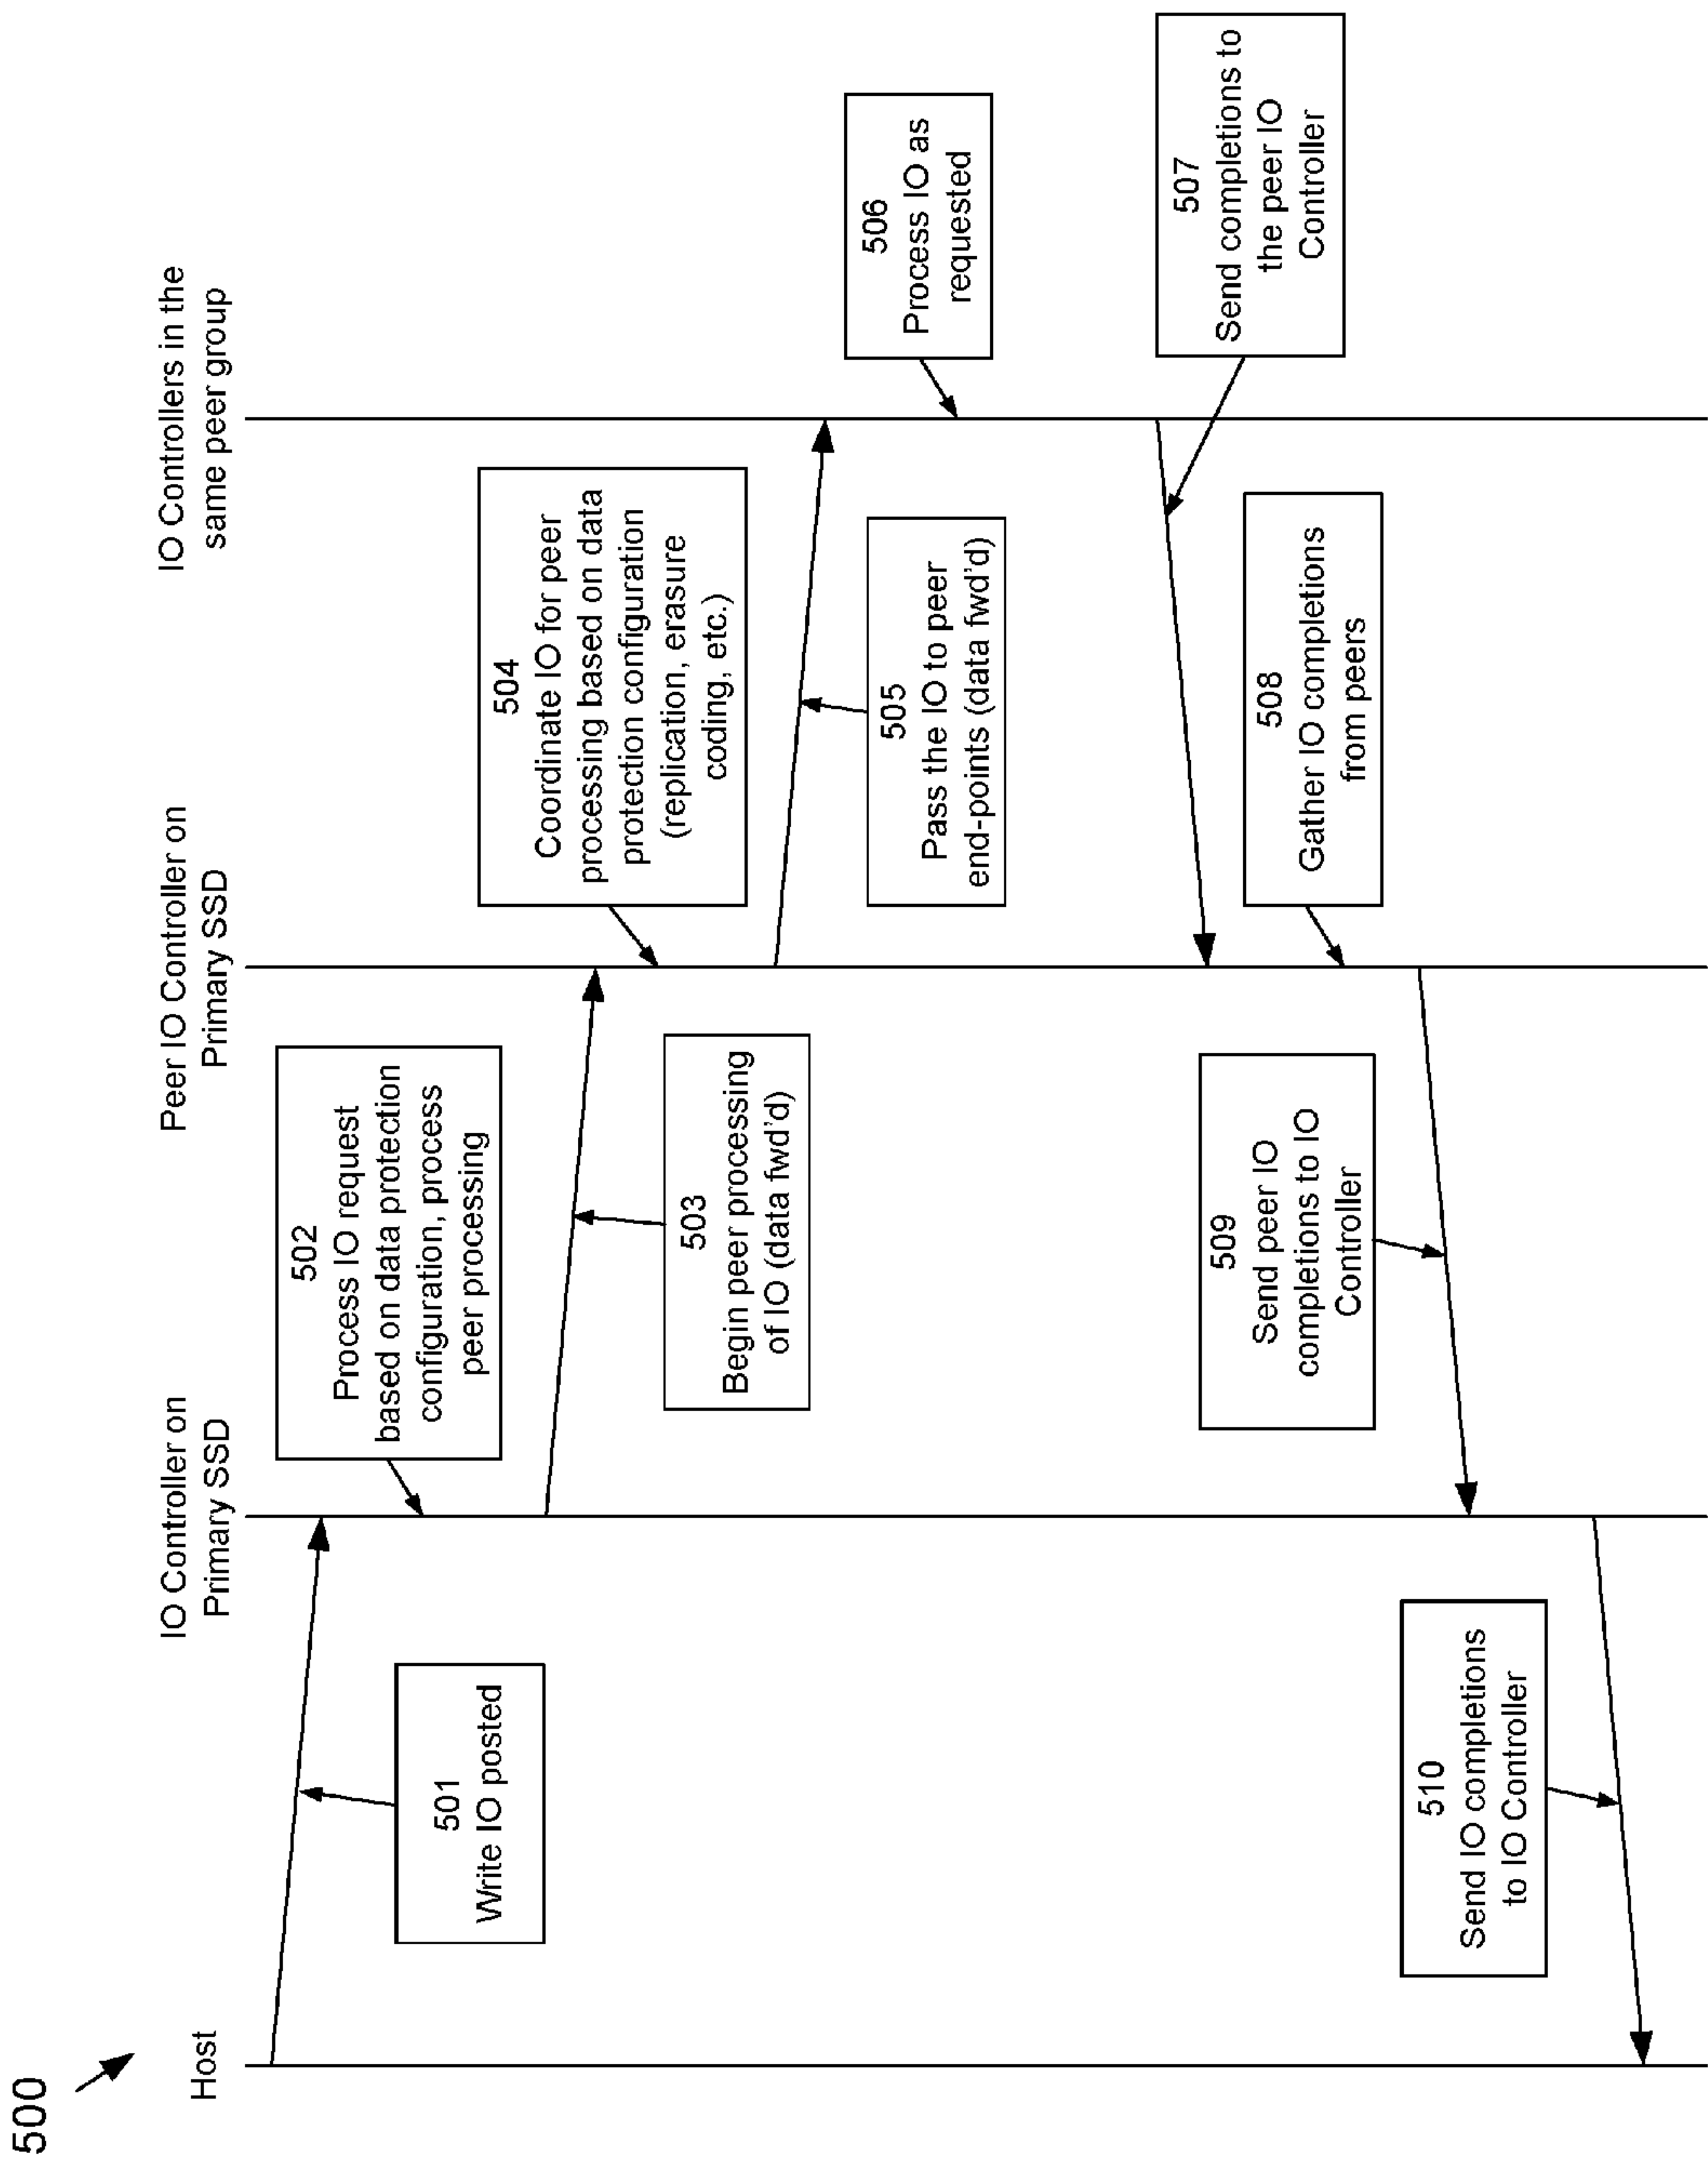 500
Host
IO Controller on
Primary SSD
Peer IO Controller on
Primary SSD
IO Controllers in the
same peer group
501
Write IO posted
502
Process IO request
based on data protection
configuration, process
peer processing
503
Begin peer processing
of IO (data fwd'd)
504
Coordinate IO for peer
processing based on data
protection configuration
(replication, erasure
coding, etc.)
505
Pass the IO to peer
end-points (data fwd'd)
506
Process IO as
requested
507
Send completions to
the peer IO
Controller
508
Gather IO completions
from peers
509
Send peer IO
completions to IO
Controller
510
Send IO completions
to IO Controller